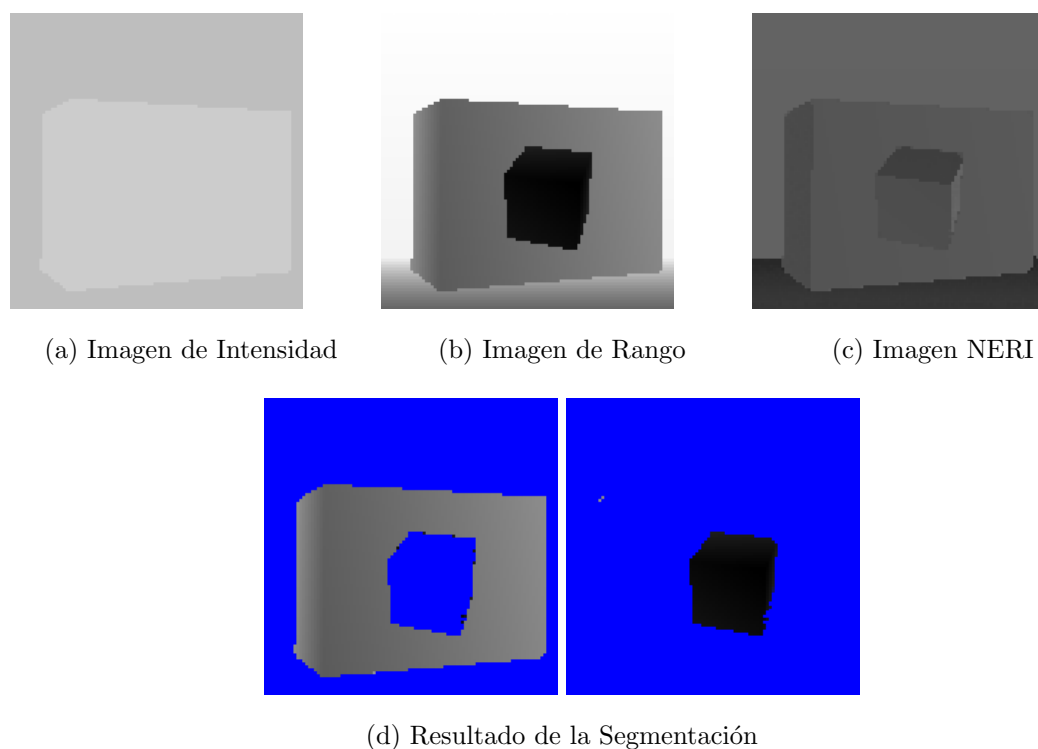 (a) Imagen de Intensidad
(b) Imagen de Rango
(c) Imagen NERI
(d) Resultado de la Segmentación